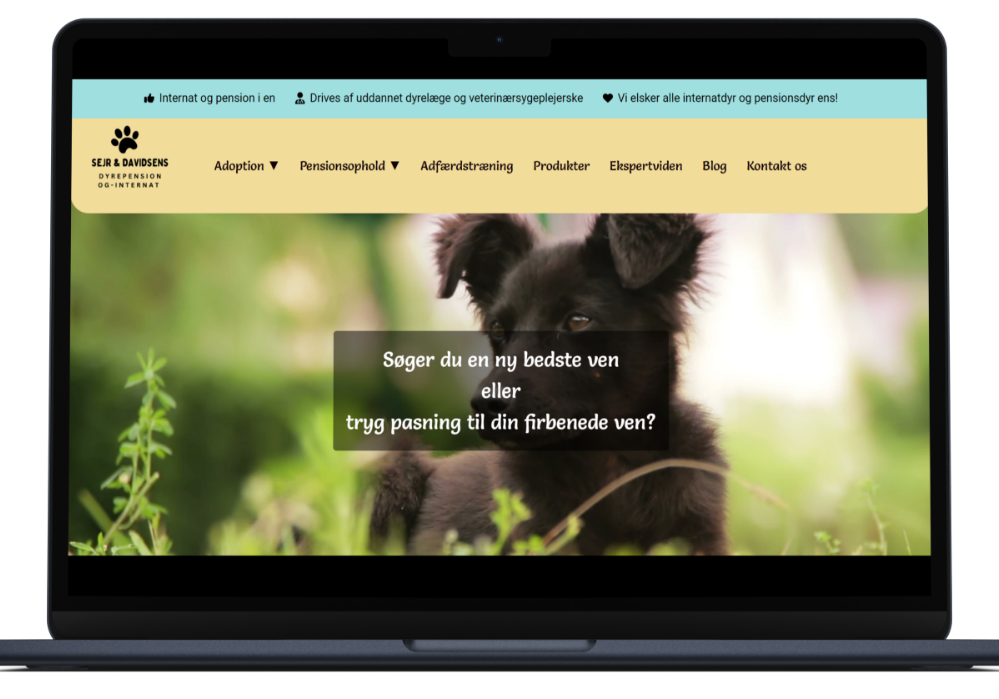 Internat og pension i en Drives af uddannet dyrelæge og veterinærsygeplejerske Vi elsker alle internatdyr og pensionsdyr ens!
SEJR & DAVIDSENS
DYREPENSION
OG-INTERNAT
Adoption ▼ Pensionsophold ▼ Adfærdstræning Produkter Ekspertviden Blog Kontakt os
Søger du en ny bedste ven
eller
tryg pasning til din firbenede ven?